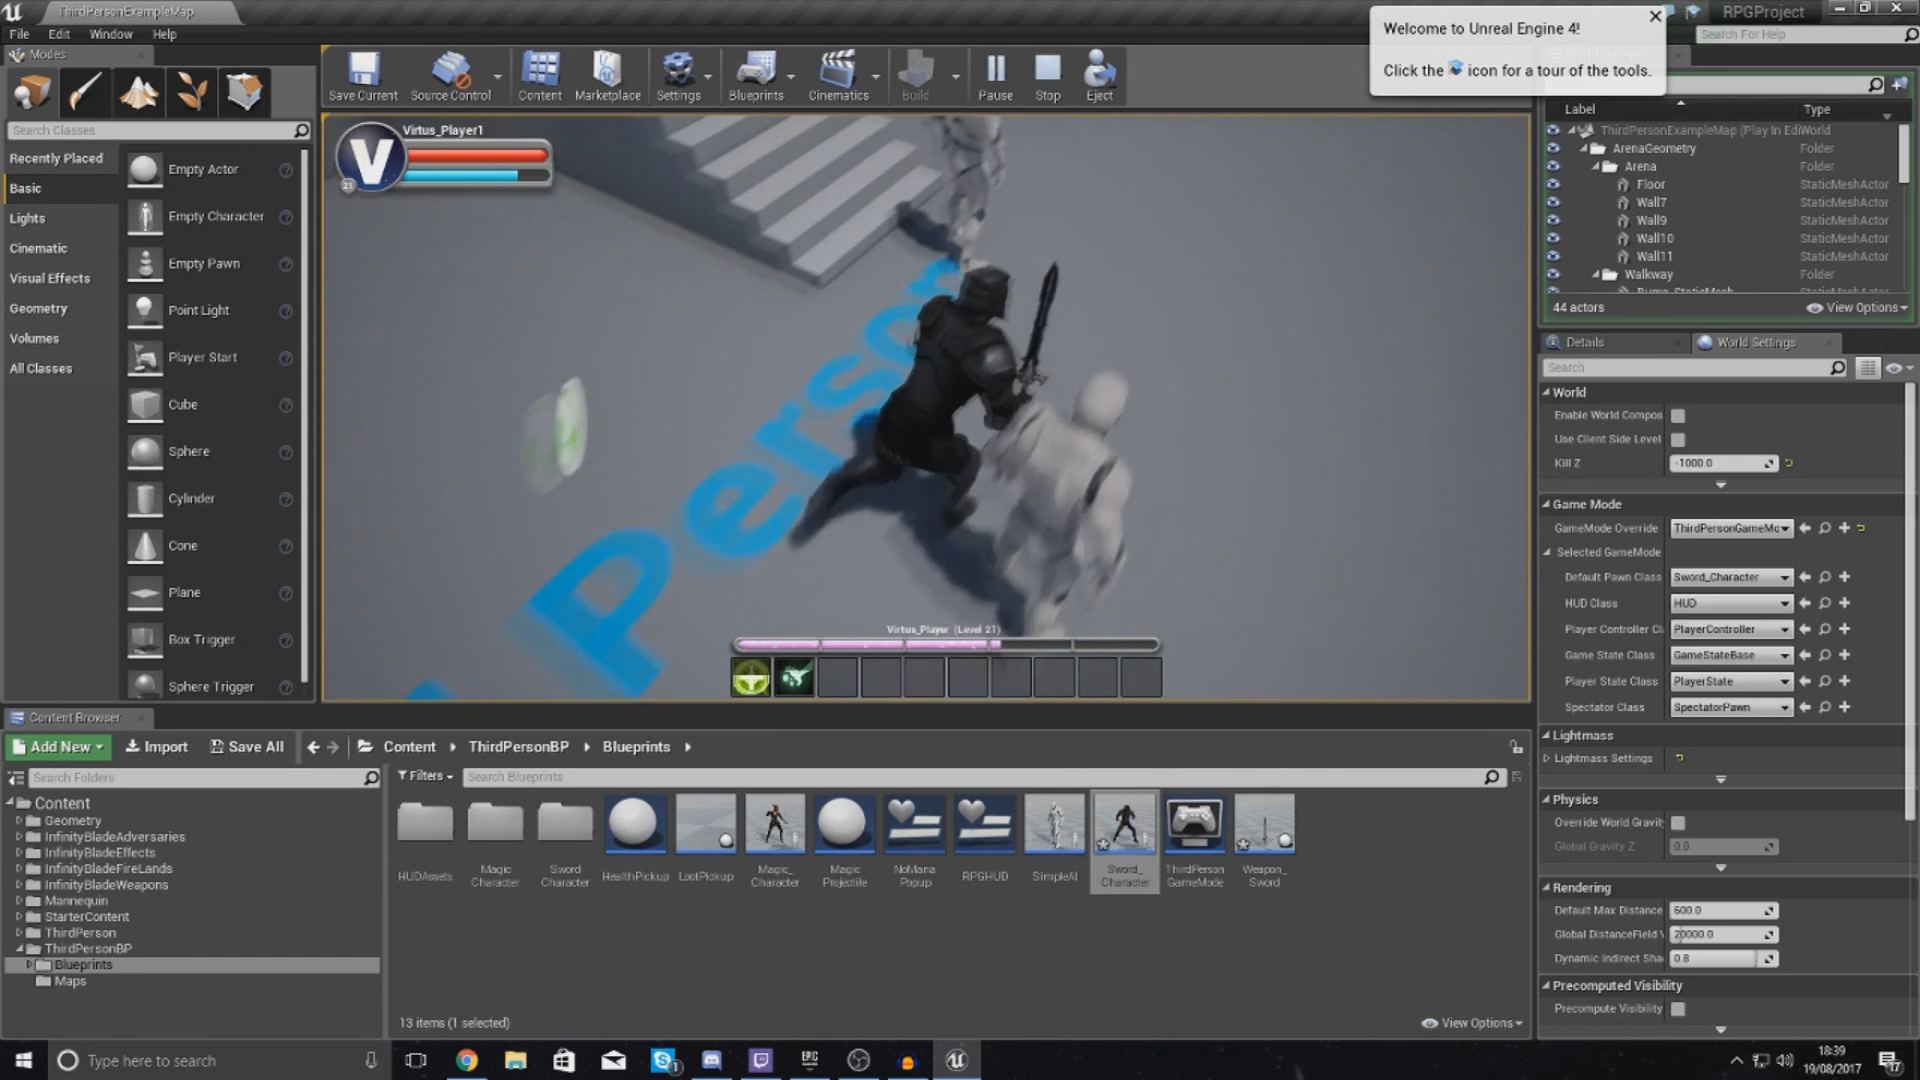 ThirdPersonExampleMap
RPGProject
File Edit Window Help
Search For Help
Welcome to Unreal Engine 4!
Click the icon for a tour of the tools.
Modes
Save Current
Source Control
Content
Marketplace
Settings
Blueprints
Cinematics
Build
Pause
Stop
Eject
Search Classes
Recently Placed
Basic
Lights
Cinematic
Visual Effects
Geometry
Volumes
All Classes
Empty Actor
Empty Character
Empty Pawn
Point Light
Player Start
Cube
Sphere
Cylinder
Cone
Plane
Box Trigger
Sphere Trigger
Virtus_Player1
V
21
Person
Virtus_Player (Level 21)
Label Type
ThirdPersonExampleMap (Play In Edi World
ArenaGeometry Folder
Arena Folder
Floor StaticMeshActor
Wall7 StaticMeshActor
Wall9 StaticMeshActor
Wall10 StaticMeshActor
Wall11 StaticMeshActor
Walkway Folder
Bump_StaticMesh
44 actors
View Options
Details
World Settings
Search
World
Enable World Compos
Use Client Side Level
Kill Z -1000.0
Game Mode
GameMode Override ThirdPersonGameMo
Selected GameMode
Default Pawn Class Sword_Character
HUD Class HUD
Player Controller Cl PlayerController
Game State Class GameStateBase
Player State Class PlayerState
Spectator Class SpectatorPawn
Lightmass
Lightmass Settings
Physics
Override World Gravit
Global Gravity Z 0.0
Rendering
Default Max Distance 600.0
Global DistanceField V 20000.0
Dynamic Indirect Sha 0.8
Precomputed Visibility
Precompute Visibility
Content Browser
Add New
Import
Save All
Content
ThirdPersonBP
Blueprints
Search Folders
Filters
Search Blueprints
Content
Geometry
InfinityBladeAdversaries
InfinityBladeEffects
InfinityBladeFireLands
InfinityBladeWeapons
Mannequin
StarterContent
ThirdPerson
ThirdPersonBP
Blueprints
Maps
HUDAssets
Magic
Character
Sword
Character
HealthPickup
LootPickup
Magic_
Character
Magic
Projectile
NoMana
Popup
RPGHUD
SimpleAI
Sword_
Character
ThirdPerson
GameMode
Weapon_
Sword
13 items (1 selected)
View Options
Type here to search
EPIC
1
18:39
19/08/2017
17